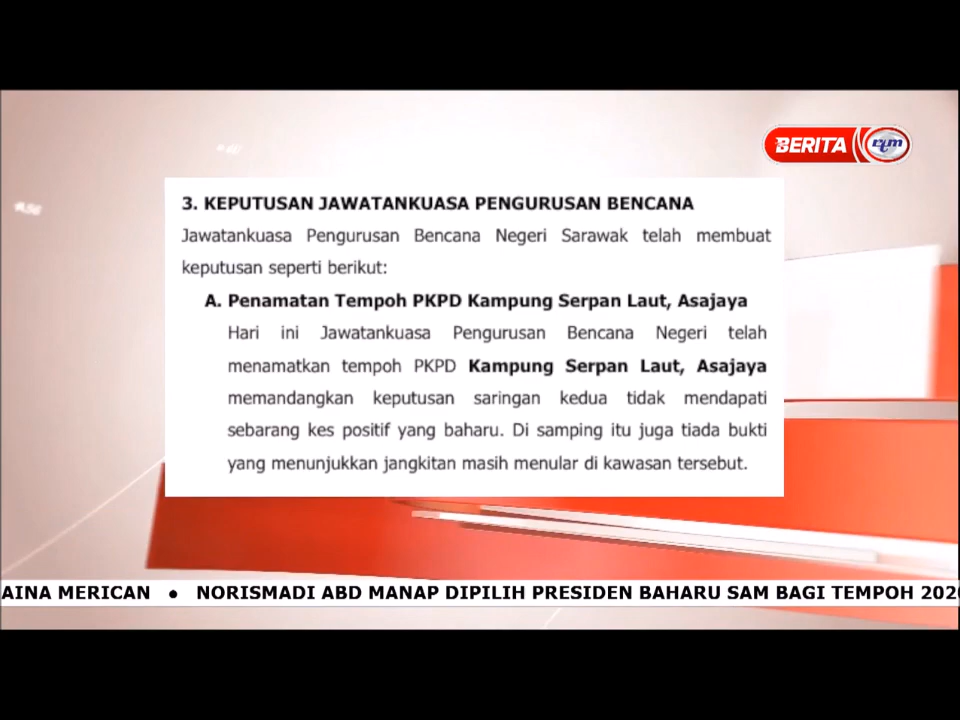 BERITA rtm
3. KEPUTUSAN JAWATANKUASA PENGURUSAN BENCANA
Jawatankuasa Pengurusan Bencana Negeri Sarawak telah membuat
keputusan seperti berikut:
A. Penamatan Tempoh PKPD Kampung Serpan Laut, Asajaya
Hari ini Jawatankuasa Pengurusan Bencana Negeri telah
menamatkan tempoh PKPD Kampung Serpan Laut, Asajaya
memandangkan keputusan saringan kedua tidak mendapati
sebarang kes positif yang baharu. Di samping itu juga tiada bukti
yang menunjukkan jangkitan masih menular di kawasan tersebut.
AINA MERICAN ● NORISMADI ABD MANAP DIPILIH PRESIDEN BAHARU SAM BAGI TEMPOH 2020